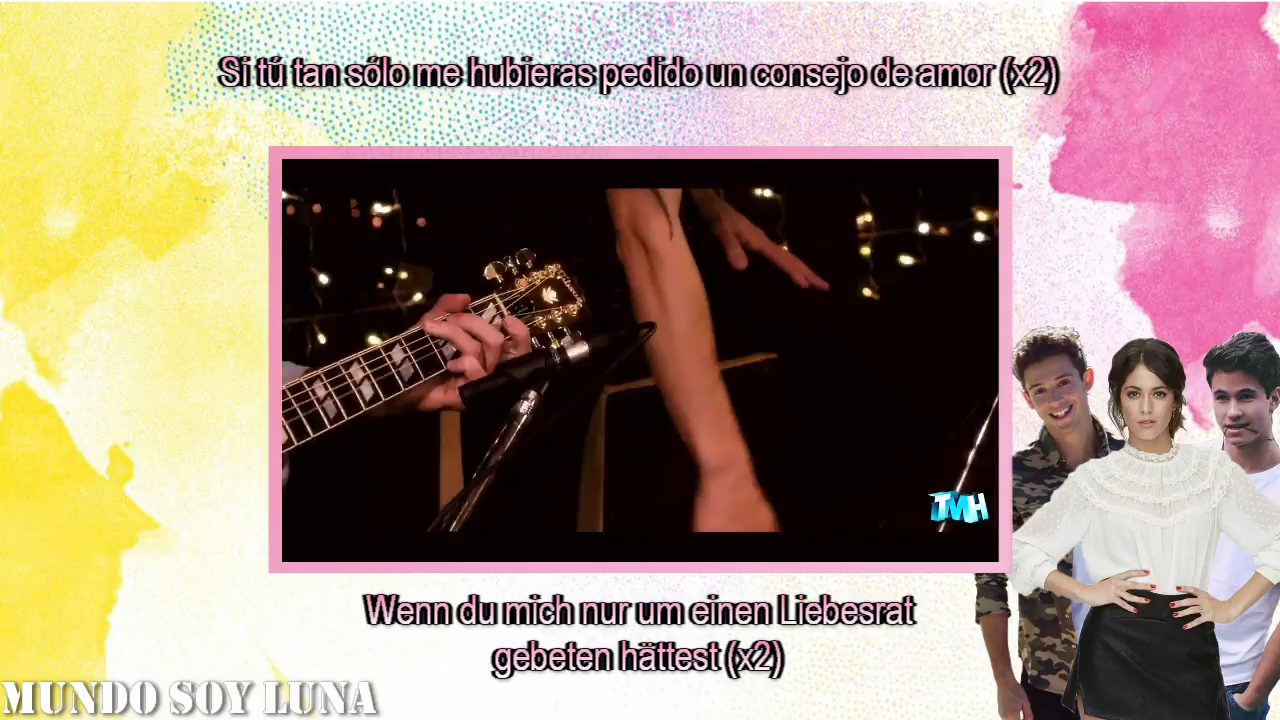 Si tú tan sólo me hubieras pedido un consejo de amor (x2)
TMH
Wenn du mich nur um einen Liebesrat
gebeten hättest (x2)
MUNDO SOY LUNA